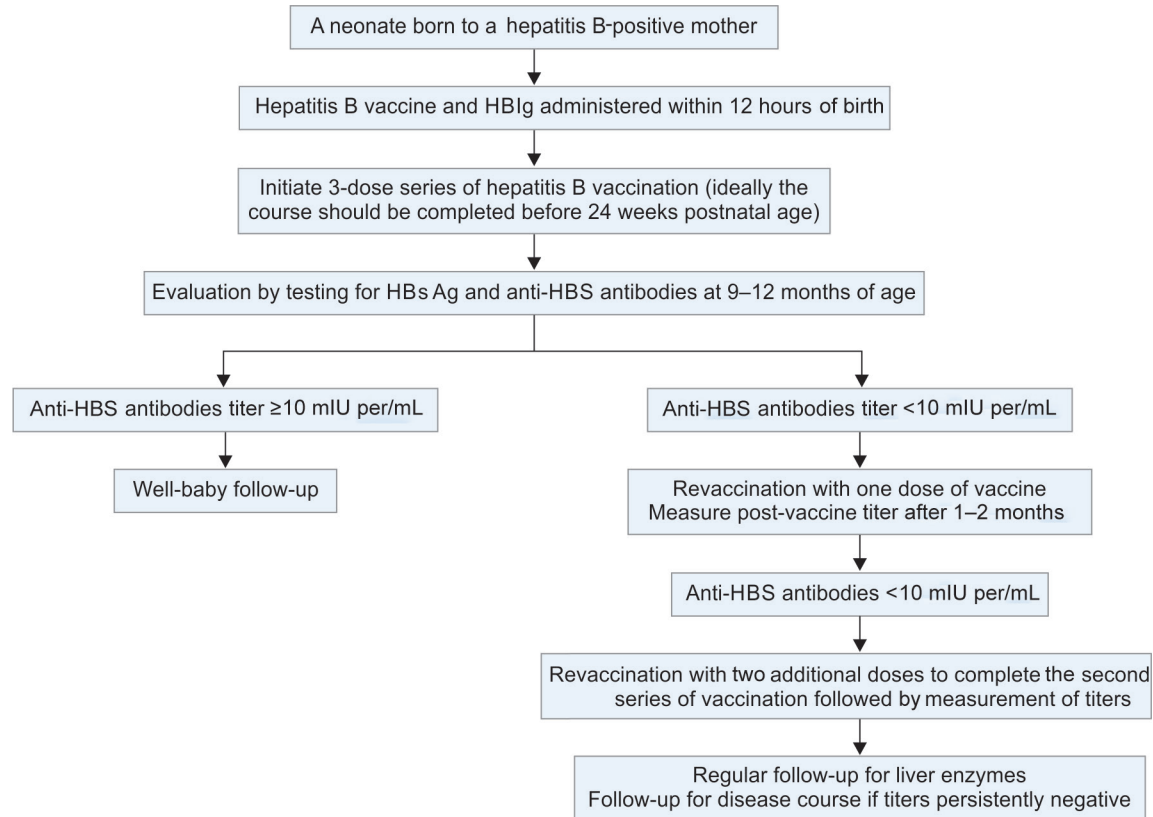 A neonate born to a hepatitis B-positive mother
Hepatitis B vaccine and HBIg administered within 12 hours of birth
Initiate 3-dose series of hepatitis B vaccination (ideally the
course should be completed before 24 weeks postnatal age)
Evaluation by testing for HBs Ag and anti-HBS antibodies at 9–12 months of age
Anti-HBS antibodies titer ≥10 mIU per/mL
Well-baby follow-up
Anti-HBS antibodies titer <10 mIU per/mL
Revaccination with one dose of vaccine
Measure post-vaccine titer after 1–2 months
Anti-HBS antibodies <10 mIU per/mL
Revaccination with two additional doses to complete the second
series of vaccination followed by measurement of titers
Regular follow-up for liver enzymes
Follow-up for disease course if titers persistently negative